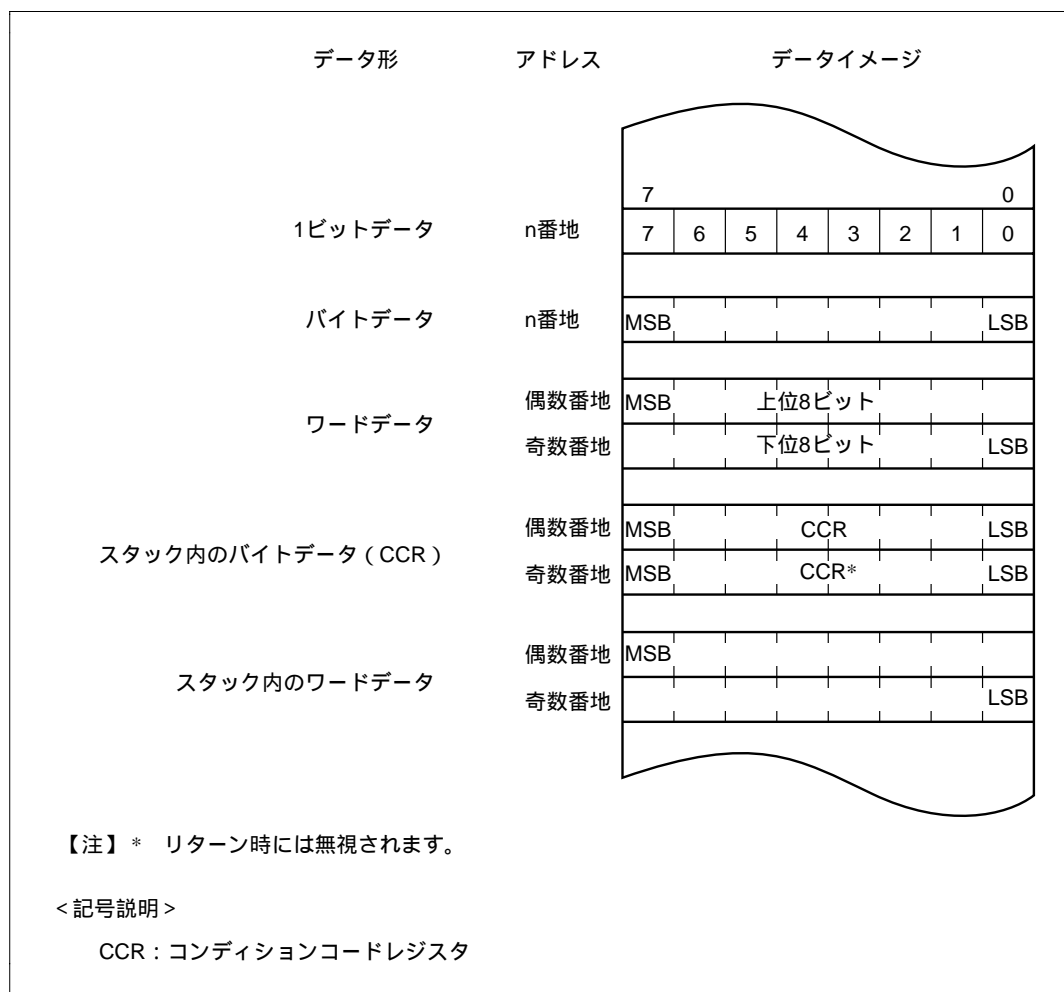 データ形 アドレス データイメージ
7 0
1ビットデータ n番地 7 6 5 4 3 2 1 0
バイトデータ n番地 MSB LSB
偶数番地 MSB 上位8ビット
ワードデータ
奇数番地 下位8ビット LSB
偶数番地 MSB CCR LSB
スタック内のバイトデータ(CCR)
奇数番地 MSB CCR* LSB
偶数番地 MSB
スタック内のワードデータ
奇数番地 LSB
【注】* リターン時には無視されます。
<記号説明>
CCR:コンディションコードレジスタ